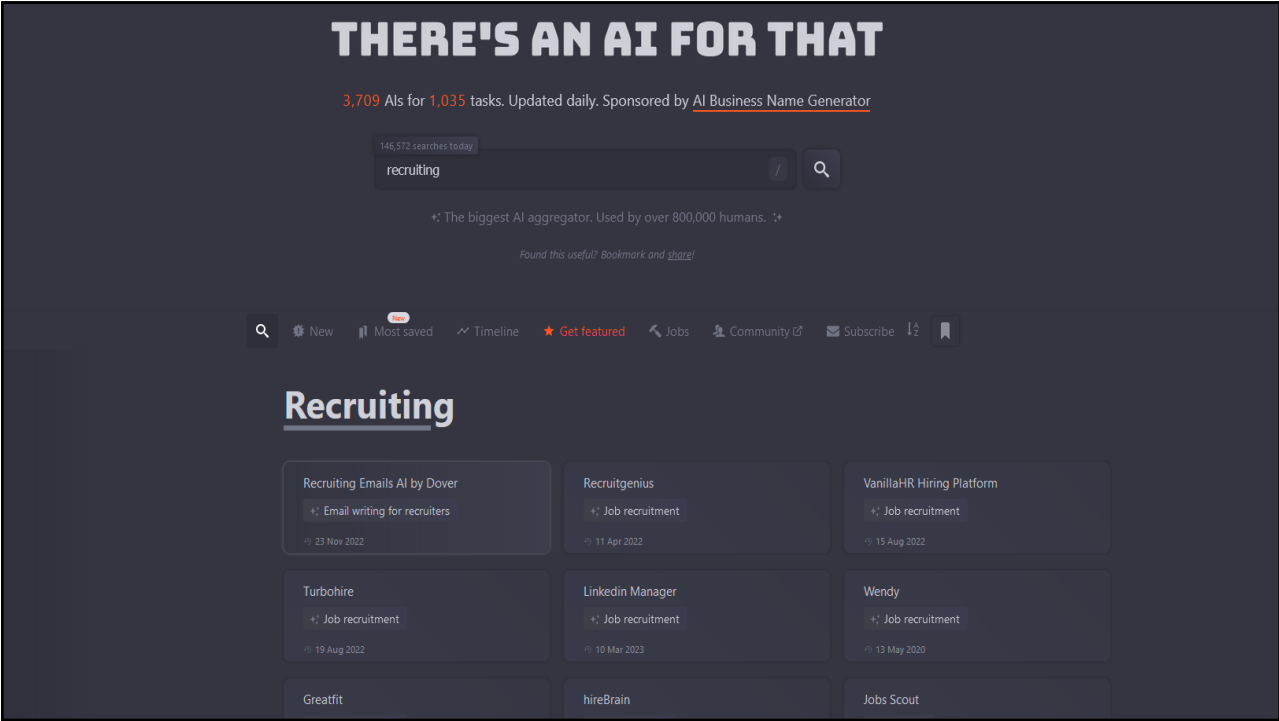 THERE'S AN AI FOR THAT
3,709 AIs for 1,035 tasks. Updated daily. Sponsored by AI Business Name Generator
146,572 searches today
recruiting /
The biggest AI aggregator. Used by over 800,000 humans.
Found this useful? Bookmark and share!
New
New Most saved Timeline Get featured Jobs Community Subscribe AZ
Recruiting
Recruiting Emails AI by Dover
Email writing for recruiters
23 Nov 2022
Recruitgenius
Job recruitment
11 Apr 2022
VanillaHR Hiring Platform
Job recruitment
15 Aug 2022
Turbohire
Job recruitment
19 Aug 2022
Linkedin Manager
Job recruitment
10 Mar 2023
Wendy
Job recruitment
13 May 2020
Greatfit
hireBrain
Jobs Scout